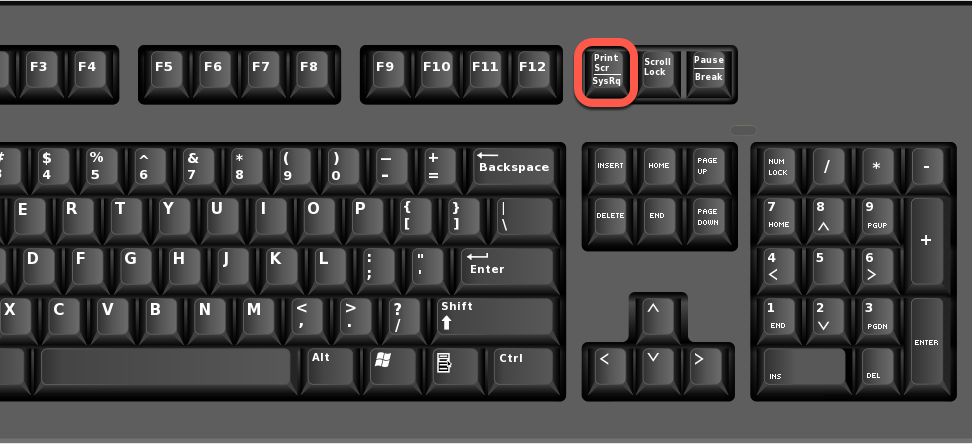 F3 F4 F5 F6 F7 F8 F9 F10 F11 F12
Print
Scr
SysRq
Scroll
Lock
Pause
Break
$ % ^ & * ( ) – + Backspace
4 5 6 7 8 9 0 - =
INSERT HOME PAGE
UP
NUM
LOCK
/ * -
E R T Y U I O P { } |
[ ] \
DELETE END PAGE
DOWN
7 8 9
HOME ^ PGUP
+
D F G H J K L : " Enter
; '
4 5 6
< >
X C V B N M < > ? Shift
, . /
^
1 2 3
END v PGDN
ENTER
Alt Ctrl
< v >
INS DEL